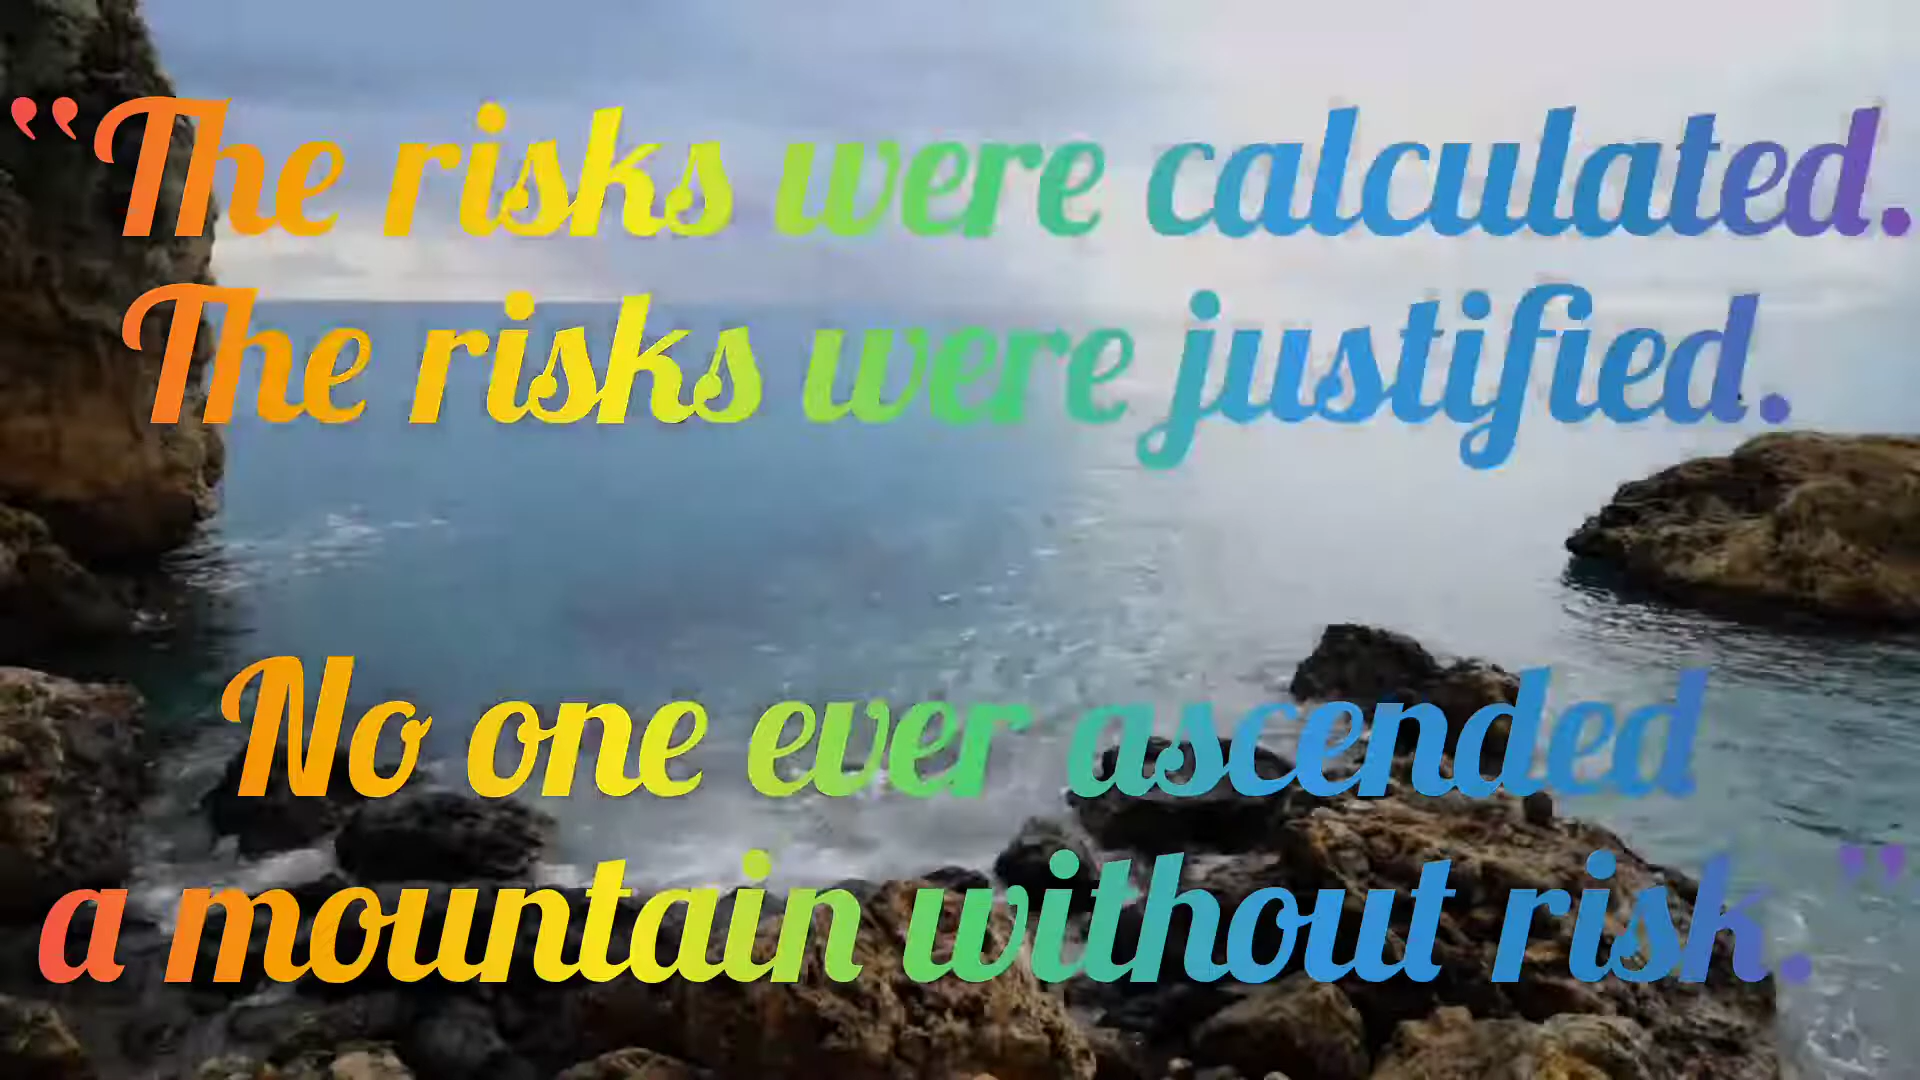 "The risks were calculated.
The risks were justified.
No one ever ascended
a mountain without risk."